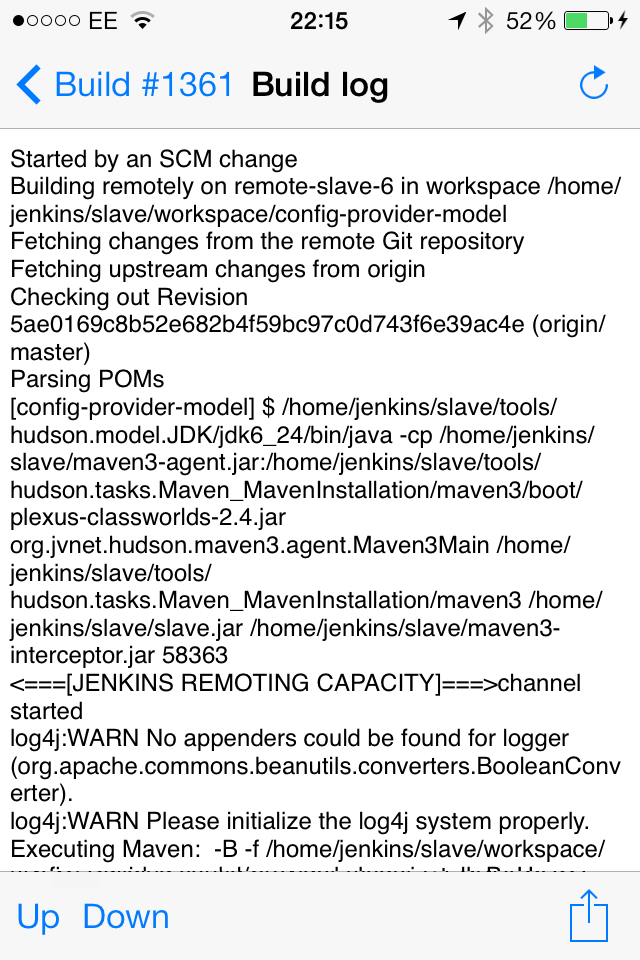 EE 22:15 52%
Build #1361 Build log
Started by an SCM change
Building remotely on remote-slave-6 in workspace /home/
jenkins/slave/workspace/config-provider-model
Fetching changes from the remote Git repository
Fetching upstream changes from origin
Checking out Revision
5ae0169c8b52e682b4f59bc97c0d743f6e39ac4e (origin/
master)
Parsing POMs
[config-provider-model] $ /home/jenkins/slave/tools/
hudson.model.JDK/jdk6_24/bin/java -cp /home/jenkins/
slave/maven3-agent.jar:/home/jenkins/slave/tools/
hudson.tasks.Maven_MavenInstallation/maven3/boot/
plexus-classworlds-2.4.jar
org.jvnet.hudson.maven3.agent.Maven3Main /home/
jenkins/slave/tools/
hudson.tasks.Maven_MavenInstallation/maven3 /home/
jenkins/slave/slave.jar /home/jenkins/slave/maven3-
interceptor.jar 58363
<===[JENKINS REMOTING CAPACITY]===>channel
started
log4j:WARN No appenders could be found for logger
(org.apache.commons.beanutils.converters.BooleanConv
erter).
log4j:WARN Please initialize the log4j system properly.
Executing Maven:  -B -f /home/jenkins/slave/workspace/
Up Down